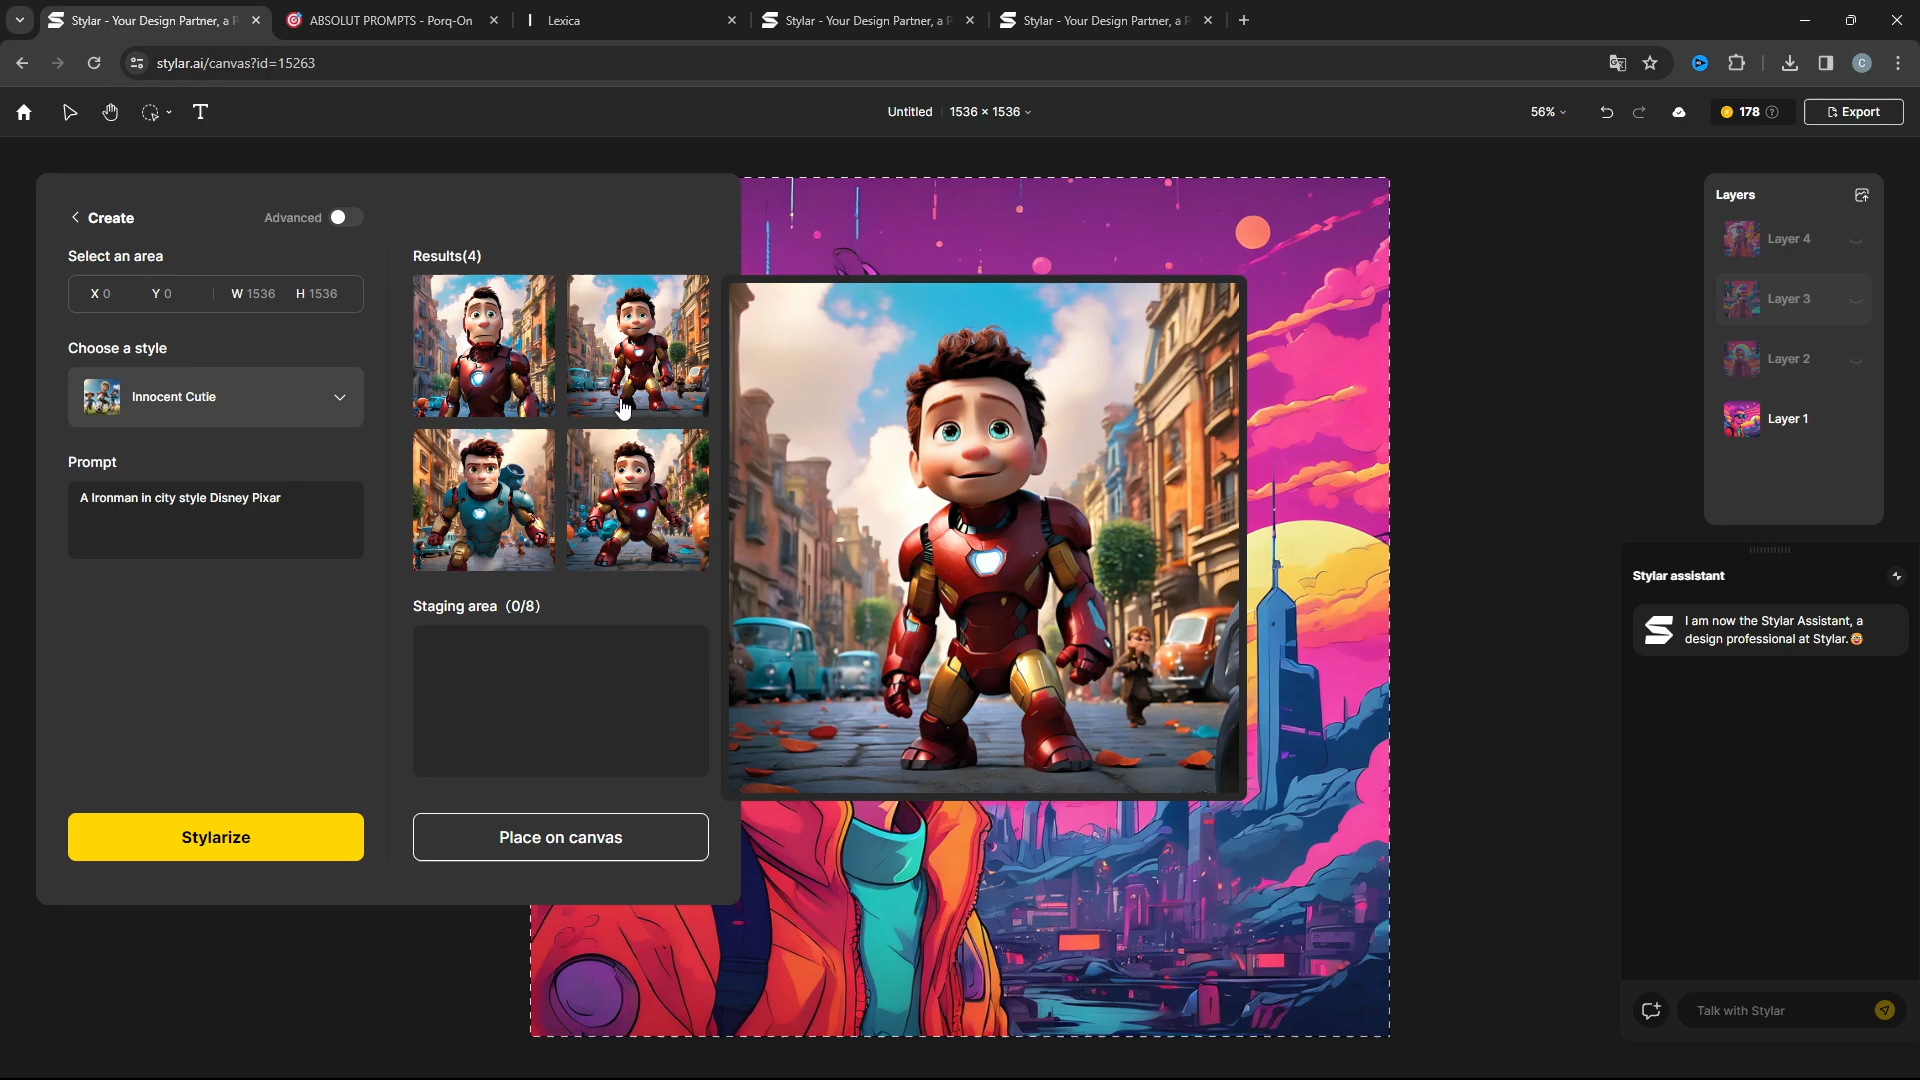 Stylar - Your Design Partner, a P
ABSOLUT PROMPTS - Porq-On
Lexica
Stylar - Your Design Partner, a P
Stylar - Your Design Partner, a P
stylar.ai/canvas?id=15263
C
T
Untitled
1536 × 1536
56%
178
Export
Create
Advanced
Select an area
X 0
Y 0
W 1536
H 1536
Choose a style
Innocent Cutie
Prompt
A Ironman in city style Disney Pixar
Stylarize
Results(4)
Staging area (0/8)
Place on canvas
Layers
Layer 4
Layer 3
Layer 2
Layer 1
Stylar assistant
I am now the Stylar Assistant, a
design professional at Stylar.🤓
Talk with Stylar